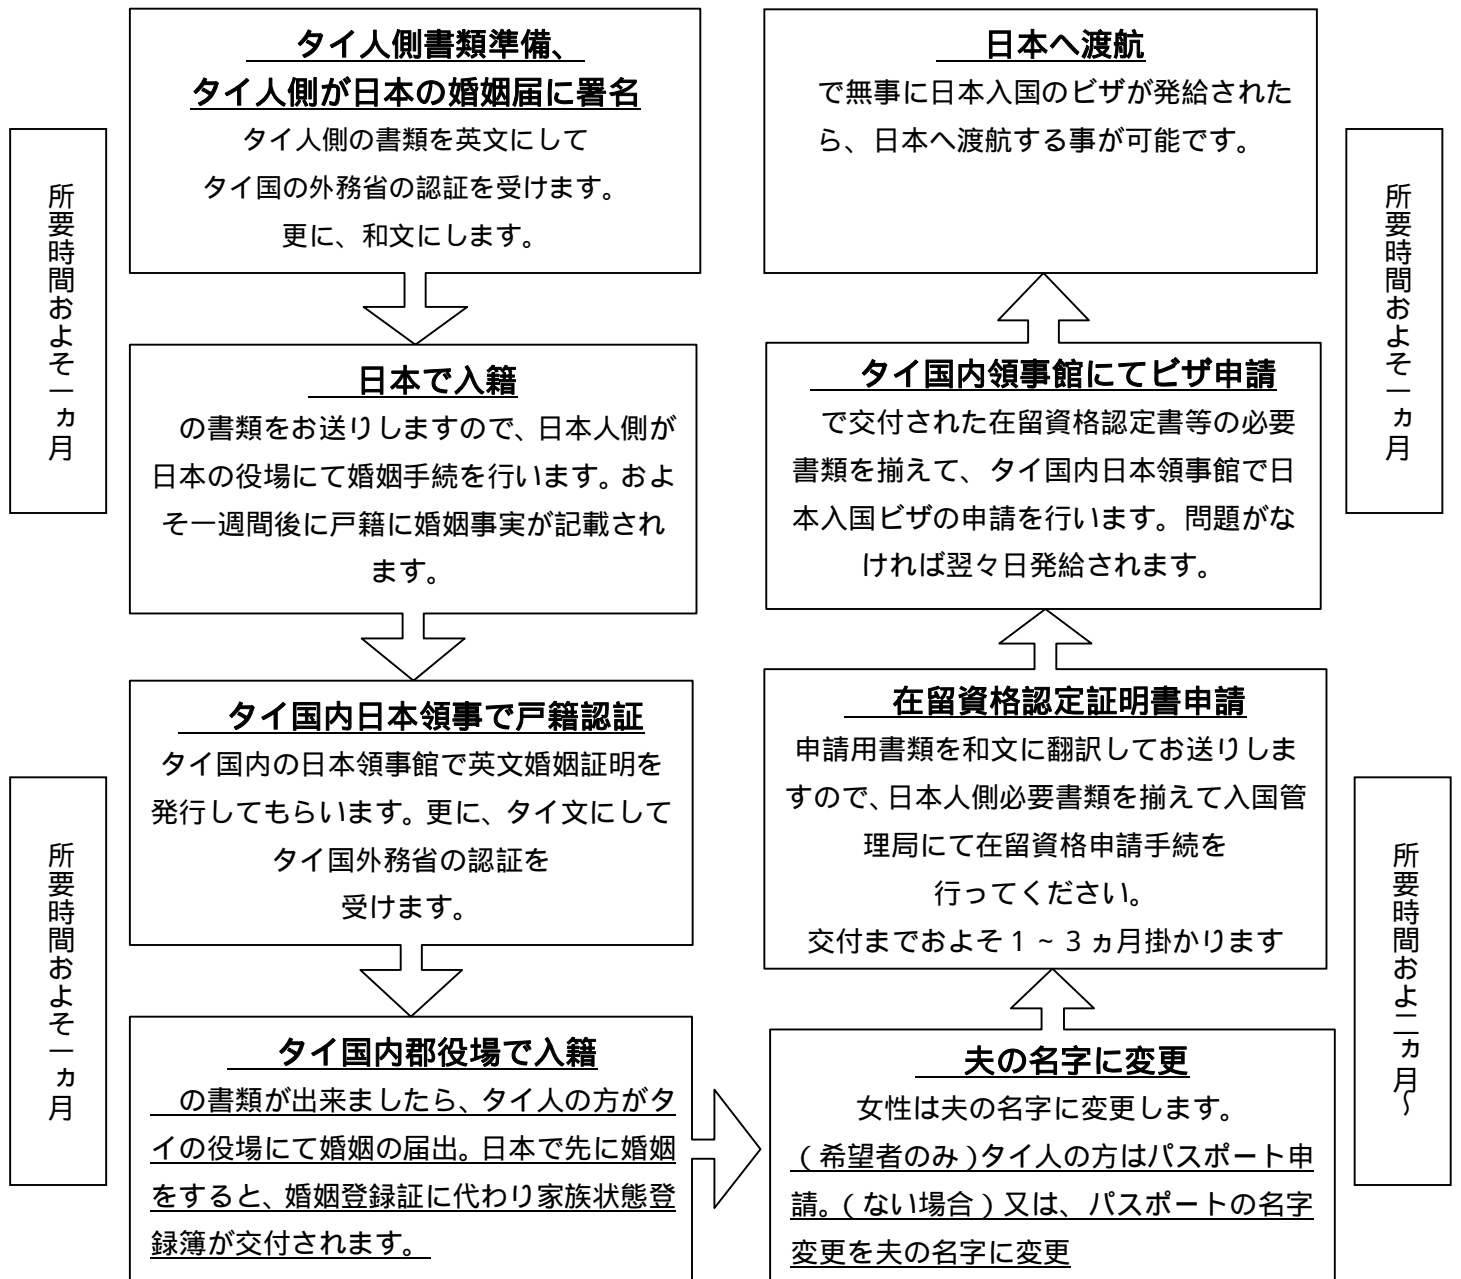 タイ人側書類準備、
タイ人側が日本の婚姻届に署名
タイ人側の書類を英文にして
タイ国の外務省の認証を受けます。
更に、和文にします。
所要時間およそ一ヵ月
日本で入籍
の書類をお送りしますので、日本人側が
日本の役場にて婚姻手続を行います。およ
そ一週間後に戸籍に婚姻事実が記載され
ます。
タイ国内日本領事で戸籍認証
タイ国内の日本領事館で英文婚姻証明を
発行してもらいます。更に、タイ文にして
タイ国外務省の認証を
受けます。
所要時間およそ一ヵ月
タイ国内郡役場で入籍
の書類が出来ましたら、タイ人の方がタ
イの役場にて婚姻の届出。日本で先に婚姻
をすると、婚姻登録証に代わり家族状態登
録簿が交付されます。
夫の名字に変更
女性は夫の名字に変更します。
(希望者のみ)タイ人の方はパスポート申
請。(ない場合)又は、パスポートの名字
変更を夫の名字に変更
在留資格認定証明書申請
申請用書類を和文に翻訳してお送りしま
すので、日本人側必要書類を揃えて入国管
理局にて在留資格申請手続を
行ってください。
交付までおよそ1~3ヵ月掛かります
所要時間およ二ヵ月~
タイ国内領事館にてビザ申請
で交付された在留資格認定書等の必要
書類を揃えて、タイ国内日本領事館で日
本入国ビザの申請を行います。問題がな
ければ翌々日発給されます。
日本へ渡航
で無事に日本入国のビザが発給された
ら、日本へ渡航する事が可能です。
所要時間およそ一ヵ月